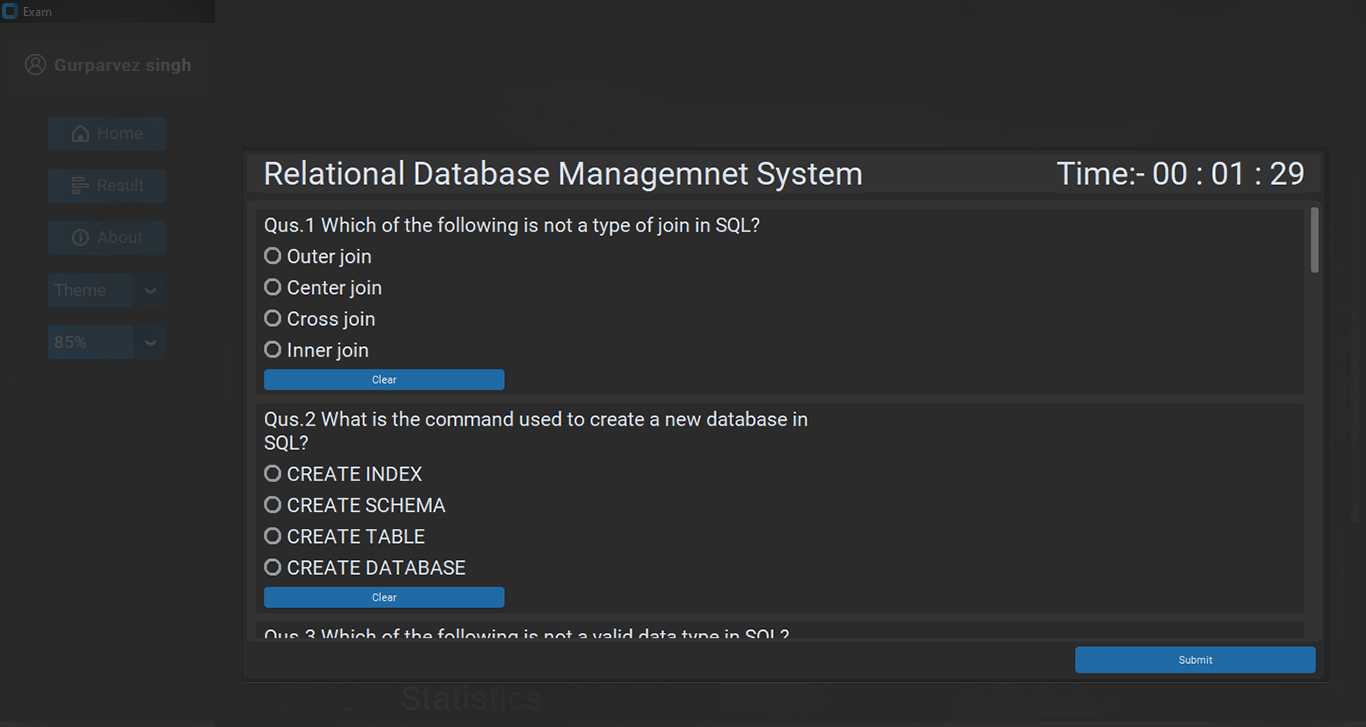 Exam
Gurparvez singh
Home
Result
About
Theme
85%
Relational Database Managemnet System
Time:- 00 : 01 : 29
Qus.1 Which of the following is not a type of join in SQL?
Outer join
Center join
Cross join
Inner join
Clear
Qus.2 What is the command used to create a new database in
SQL?
CREATE INDEX
CREATE SCHEMA
CREATE TABLE
CREATE DATABASE
Clear
Qus.3 Which of the following is not a valid data type in SQL?
Submit
Statistics